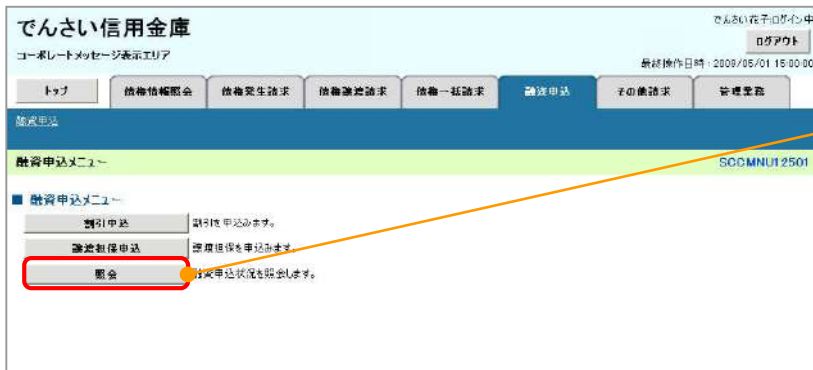 でんさい信用金庫
コーポレートメッセージ表示エリア
でんさい花子:ログイン中
ログアウト
最終操作日時：2009/05/01 15:00:00
トップ 債権情報照会 債権発生請求 債権譲渡請求 債権一括請求 融資申込 その他請求 管理業務
融資申込
融資申込メニュー SCCMNU12501
■ 融資申込メニュー
割引申込 割引を申込みます。
譲渡担保申込 譲渡担保を申込みます。
照会 融資申込状況を照会します。